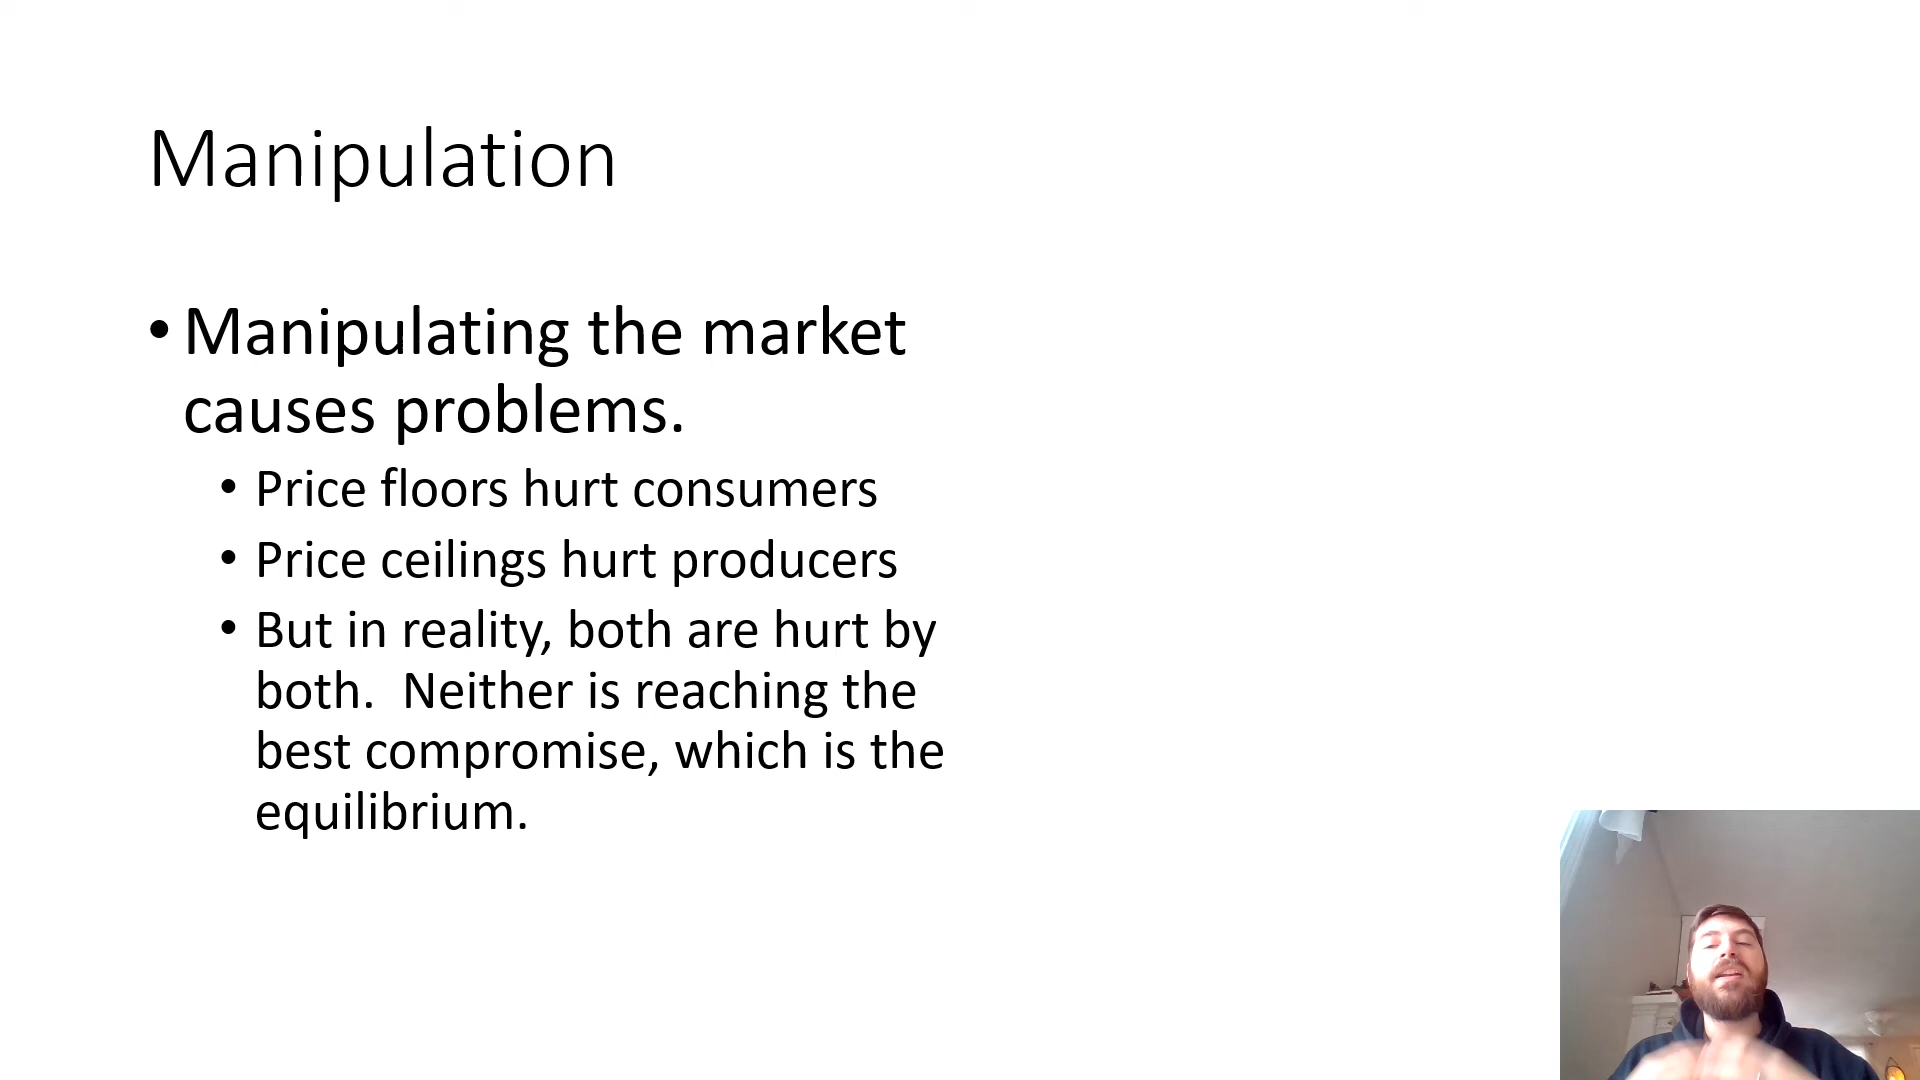 Manipulation
• Manipulating the market
causes problems.
• Price floors hurt consumers
• Price ceilings hurt producers
• But in reality, both are hurt by
both.  Neither is reaching the
best compromise, which is the
equilibrium.